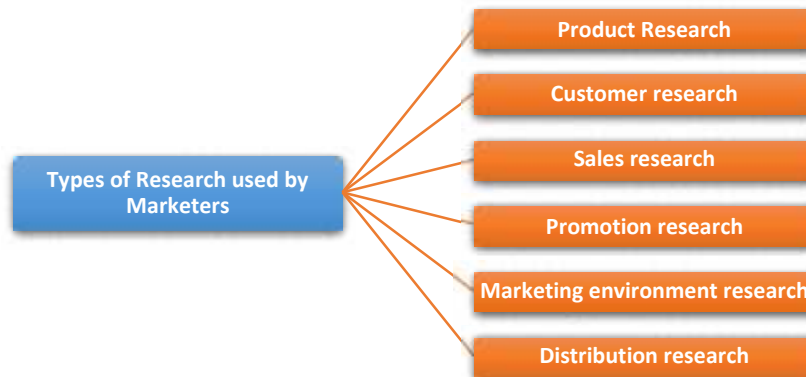 Product Research
Customer research
Sales research
Types of Research used by
Marketers
Promotion research
Marketing environment research
Distribution research